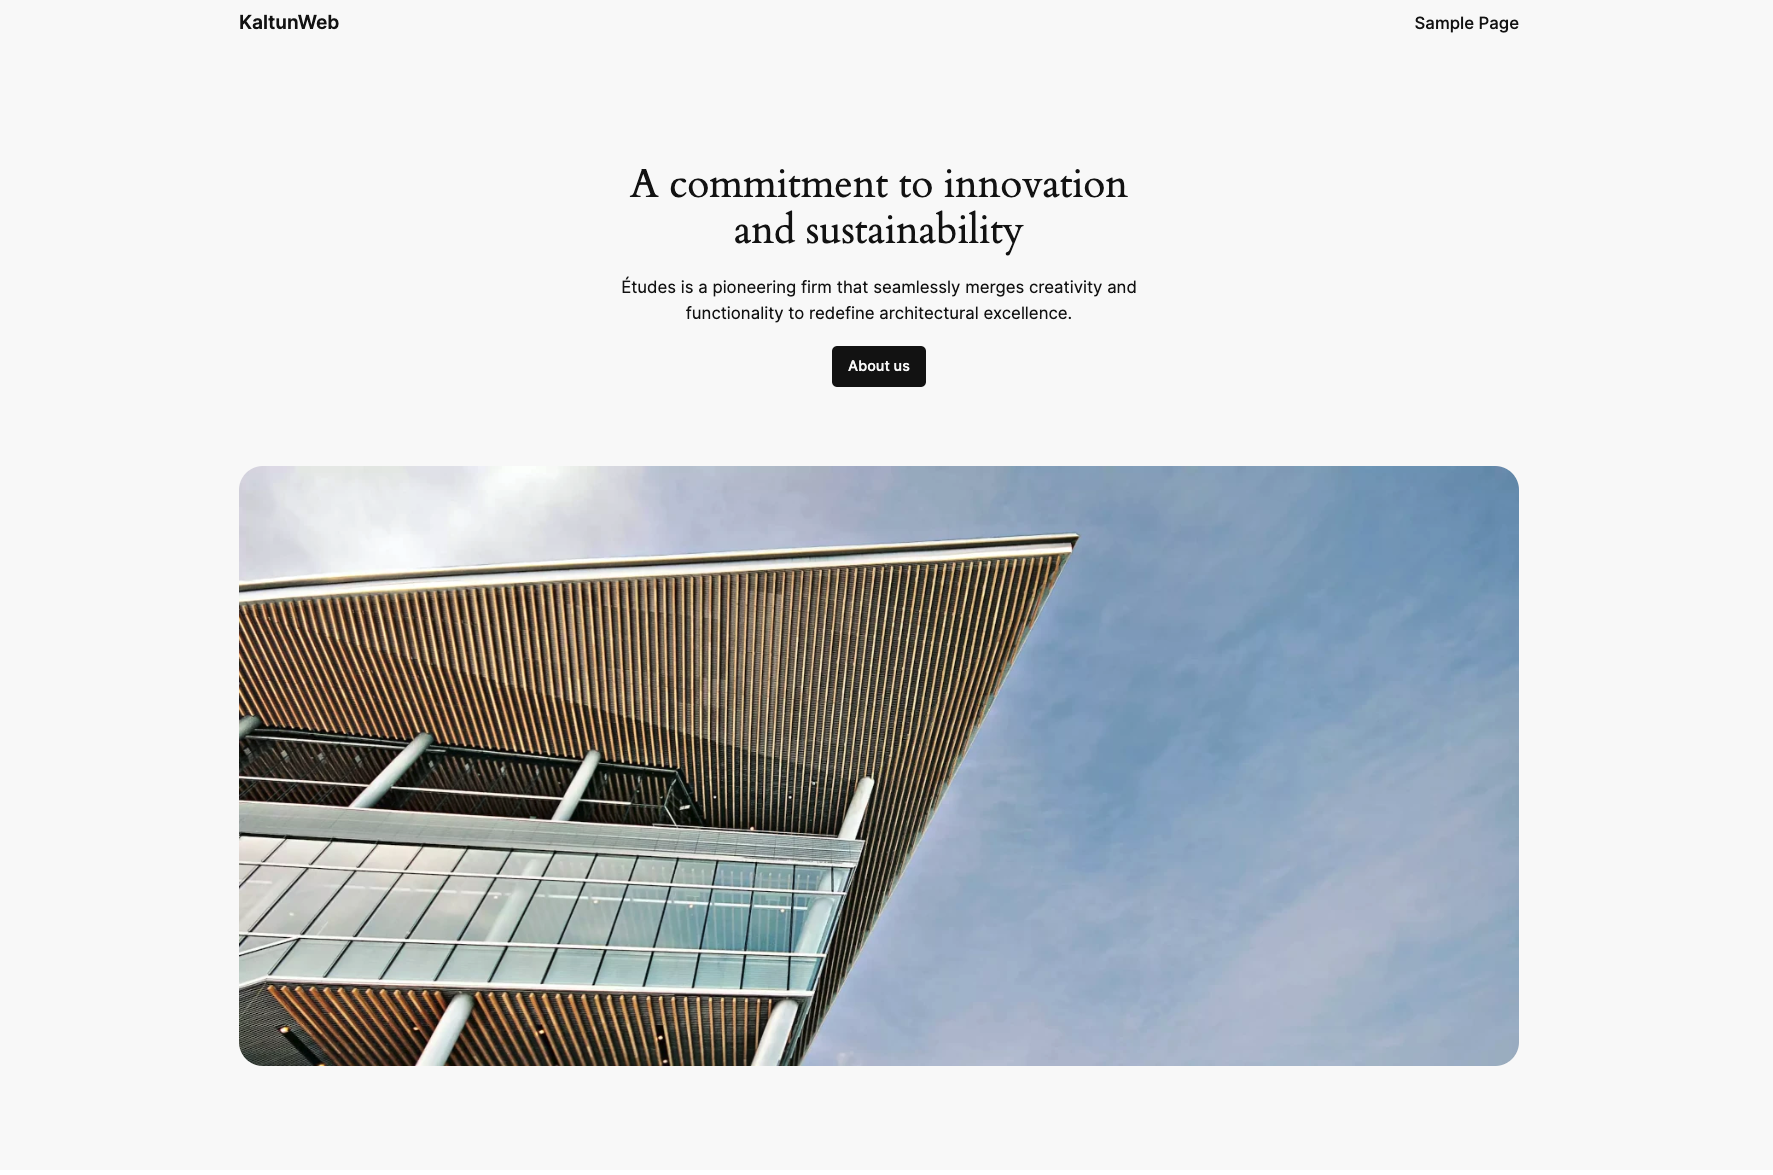 KaltunWeb
Sample Page
A commitment to innovation
and sustainability
Études is a pioneering firm that seamlessly merges creativity and
functionality to redefine architectural excellence.
About us